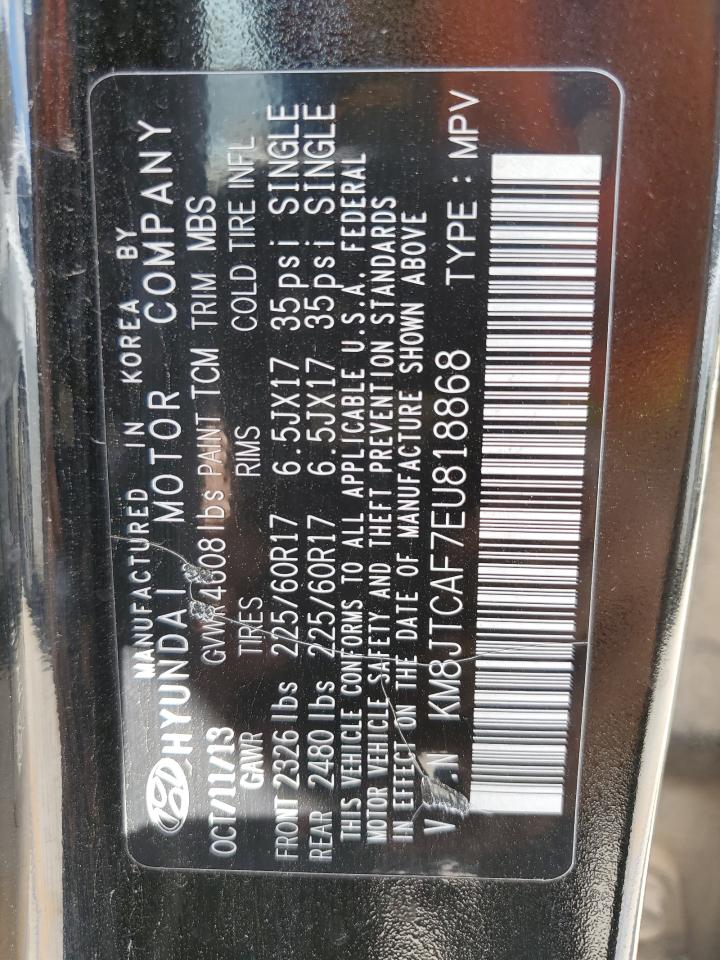 MANUFACTURED IN KOREA BY
HYUNDAI MOTOR COMPANY
OCT/11/13 GVWR 4608 lbs PAINT TCM TRIM MBS
GAWR TIRES RIMS COLD TIRE INFL
FRONT 2326 lbs 225/60R17 6.5JX17 35psi SINGLE
REAR 2480 lbs 225/60R17 6.5JX17 35psi SINGLE
THIS VEHICLE CONFORMS TO ALL APPLICABLE U.S.A. FEDERAL
MOTOR VEHICLE SAFETY AND THEFT PREVENTION STANDARDS
IN EFFECT ON THE DATE OF MANUFACTURE SHOWN ABOVE
V.I.N KM8JTCAF7EU818868 TYPE : MPV